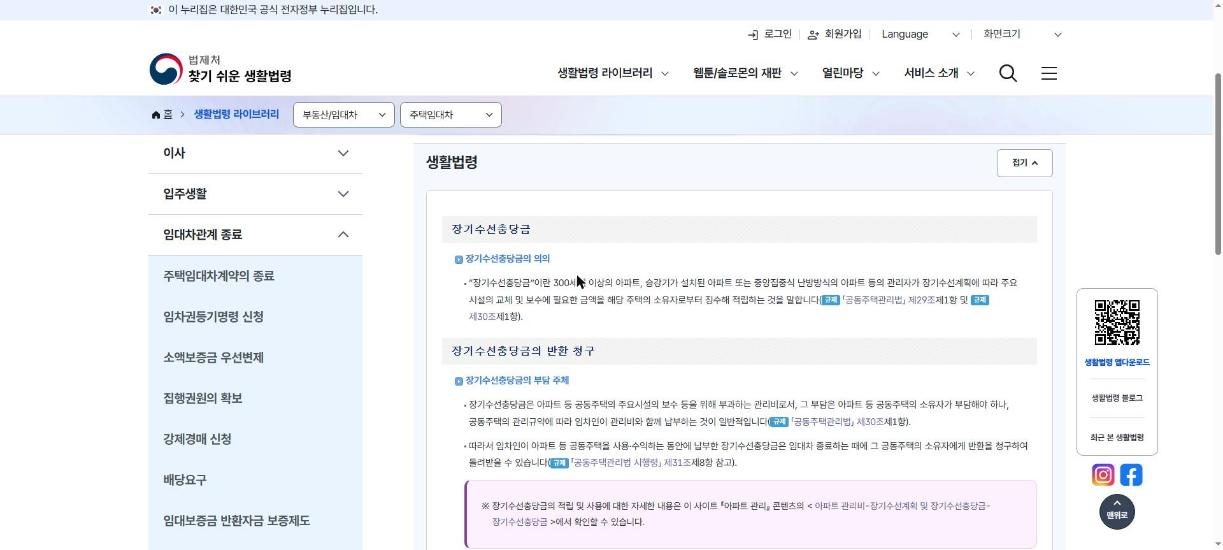 이 누리집은 대한민국 공식 전자정부 누리집입니다.
로그인 회원가입 Language 화면크기
법제처
찾기 쉬운 생활법령
생활법령 라이브러리 웹툰/솔로몬의 재판 열린마당 서비스 소개
홈 생활법령 라이브러리 부동산/임대차 주택임대차
이사
입주생활
임대차관계 종료
주택임대차계약의 종료
임차권등기명령 신청
소액보증금 우선변제
집행권원의 확보
강제경매 신청
배당요구
임대보증금 반환자금 보증제도
생활법령
접기
장기수선충당금
장기수선충당금의 의의
• "장기수선충당금"이란 300세대 이상의 아파트, 승강기가 설치된 아파트 또는 중앙집중식 난방방식의 아파트 등의 관리자가 장기수선계획에 따라 주요
시설의 교체 및 보수에 필요한 금액을 해당 주택의 소유자로부터 징수해 적립하는 것을 말합니다(규제「공동주택관리법」 제29조제1항 및 규제
제30조제1항).
장기수선충당금의 반환 청구
장기수선충당금의 부담 주체
• 장기수선충당금은 아파트 등 공동주택의 주요시설의 보수 등을 위해 부과하는 관리비로서, 그 부담은 아파트 등 공동주택의 소유자가 부담해야 하나,
공동주택의 관리규약에 따라 임차인이 관리비와 함께 납부하는 것이 일반적입니다(규제「공동주택관리법」 제30조제1항).
• 따라서 임차인이 아파트 등 공동주택을 사용·수익하는 동안에 납부한 장기수선충당금은 임대차 종료하는 때에 그 공동주택의 소유자에게 반환을 청구하여
돌려받을 수 있습니다(규제「공동주택관리법 시행령」 제31조제8항 참고).
※ 장기수선충당금의 적립 및 사용에 대한 자세한 내용은 이 사이트 『아파트 관리』 콘텐츠의 < 아파트 관리비-장기수선계획 및 장기수선충당금-
장기수선충당금 >에서 확인할 수 있습니다.
생활법령 앱다운로드
생활법령 블로그
최근 본 생활법령
맨위로